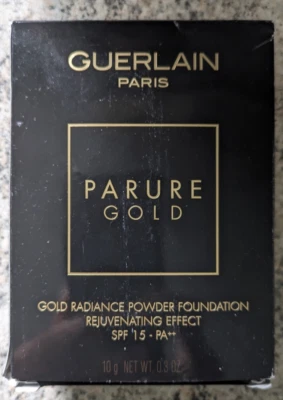 GUERLAIN
PARIS
PARURE
GOLD
GOLD RADIANCE POWDER FOUNDATION
REJUVENATING EFFECT
SPF 15 - PA++
10 g NET WT 0.3 OZ